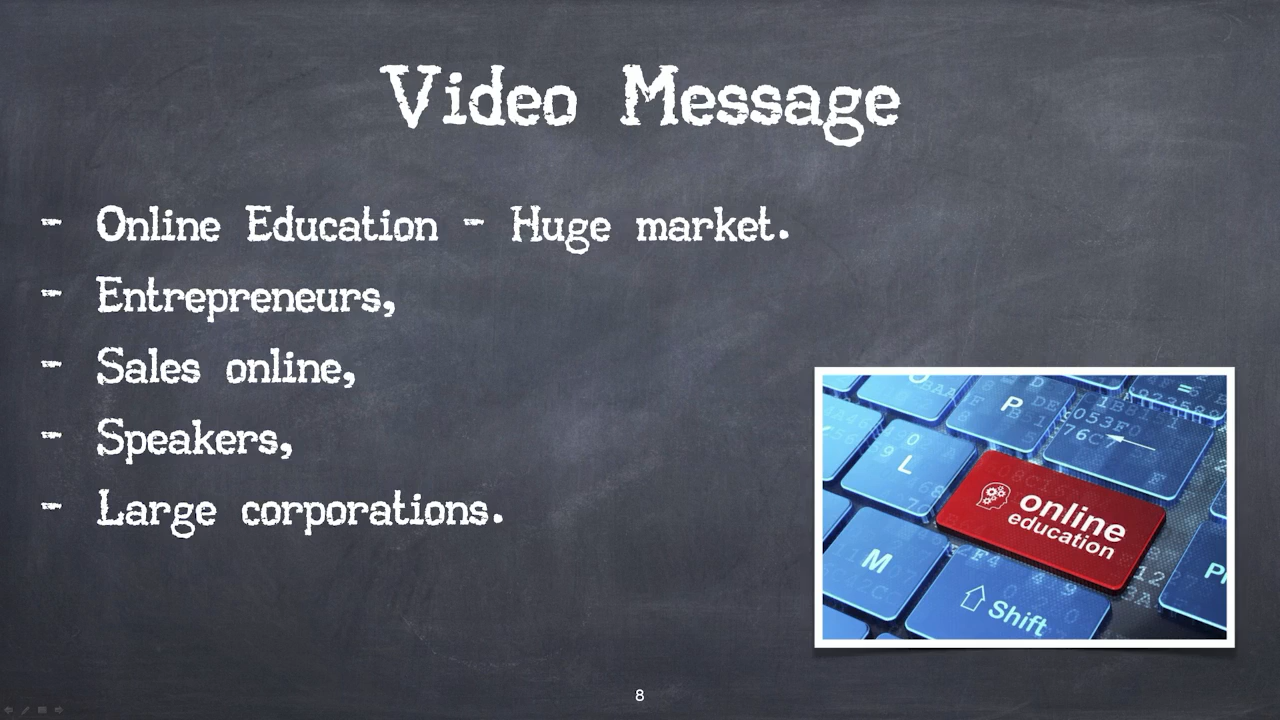 Video Message
- Online Education - Huge market.
- Entrepreneurs,
- Sales online,
- Speakers,
- Large corporations.
P
L
online
education
M
Shift
8